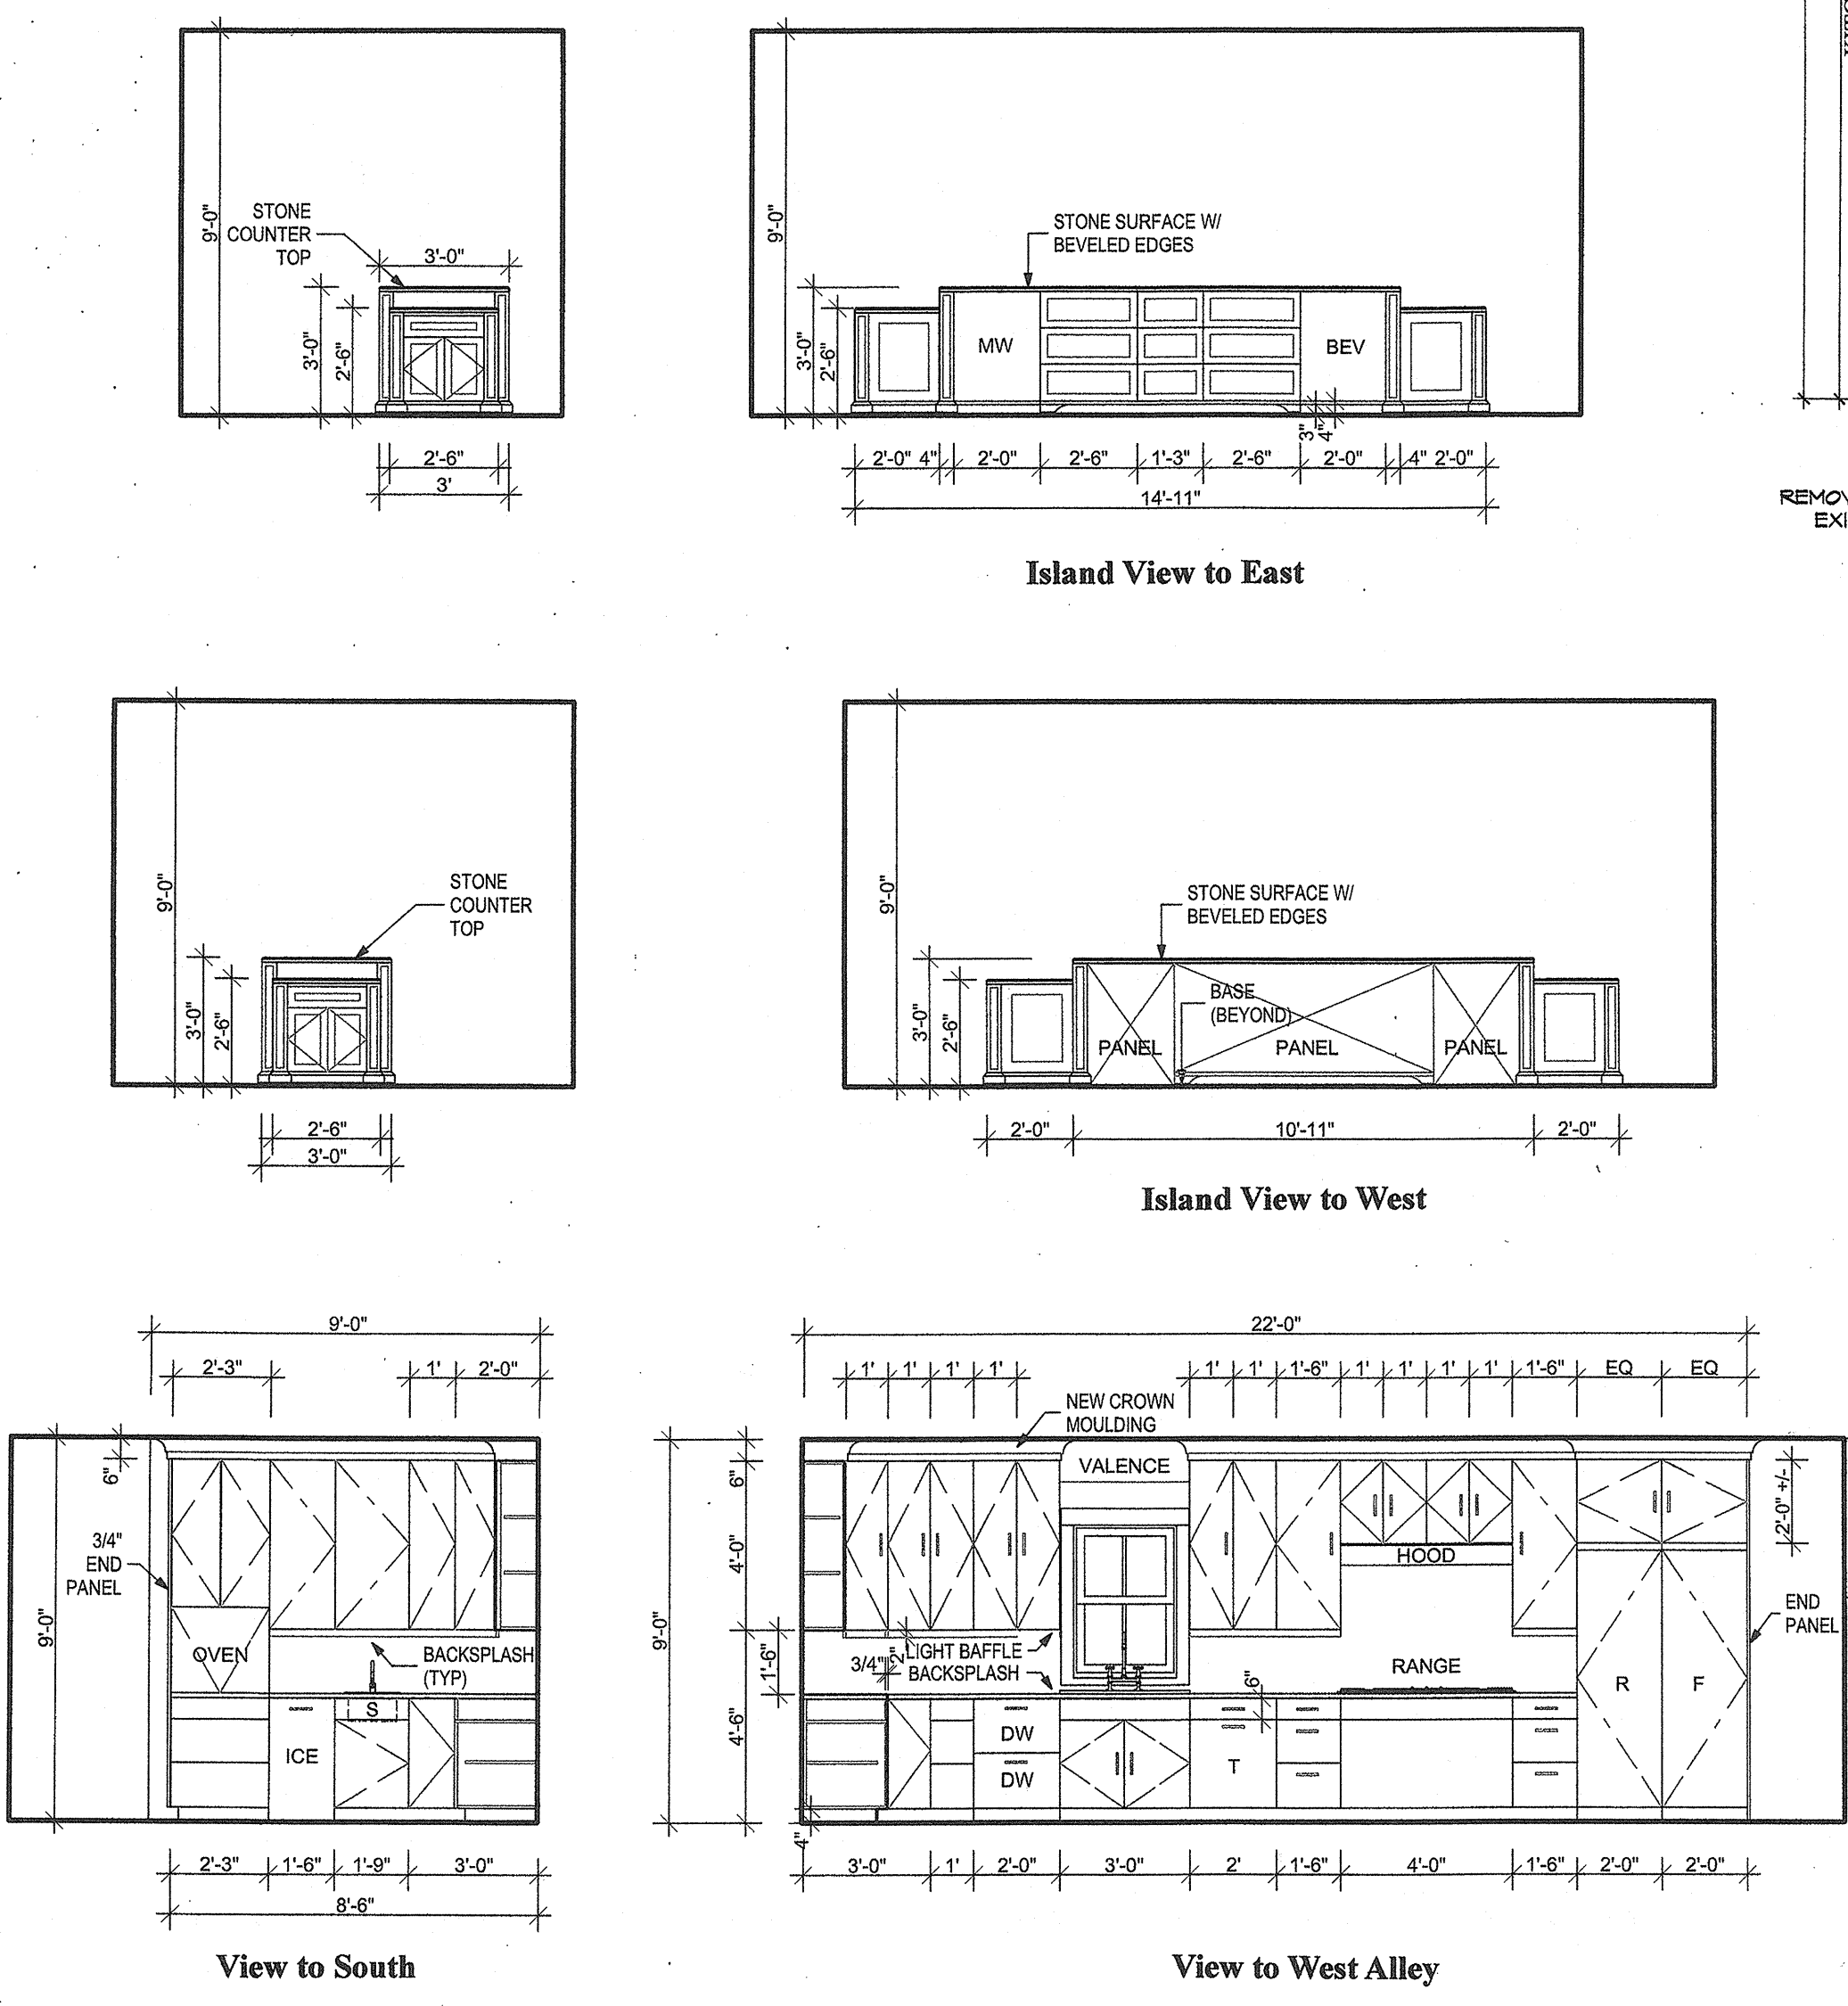 9'-0"
STONE
COUNTER
TOP
3'-0"
3'-0"
2'-6"
2'-6"
3'
9'-0"
STONE SURFACE W/
BEVELED EDGES
3'-0"
2'-6"
MW
BEV
3"
4"
2'-0" 4" 2'-0" 2'-6" 1'-3" 2'-6" 2'-0" 4" 2'-0"
14'-11"
Island View to East
REMOV
EXI
9'-0"
STONE
COUNTER
TOP
3'-0"
2'-6"
2'-6"
3'-0"
9'-0"
STONE SURFACE W/
BEVELED EDGES
3'-0"
2'-6"
BASE
(BEYOND)
PANEL PANEL PANEL
2'-0" 10'-11" 2'-0"
Island View to West
9'-0"
2'-3" 1' 2'-0"
6"
3/4"
END
PANEL
9'-0"
OVEN
BACKSPLASH
(TYP)
S
ICE
2'-3" 1'-6" 1'-9" 3'-0"
8'-6"
View to South
22'-0"
1' 1' 1' 1' 1' 1' 1'-6" 1' 1' 1' 1' 1'-6" EQ EQ
NEW CROWN
MOULDING
VALENCE
6"
4'-0"
2'-0" +/-
HOOD
9'-0"
1'-6"
4'-6"
END
PANEL
2"
LIGHT BAFFLE
3/4"
BACKSPLASH
RANGE
6"
R F
DW
DW
T
4"
3'-0" 1' 2'-0" 3'-0" 2' 1'-6" 4'-0" 1'-6" 2'-0" 2'-0"
View to West Alley